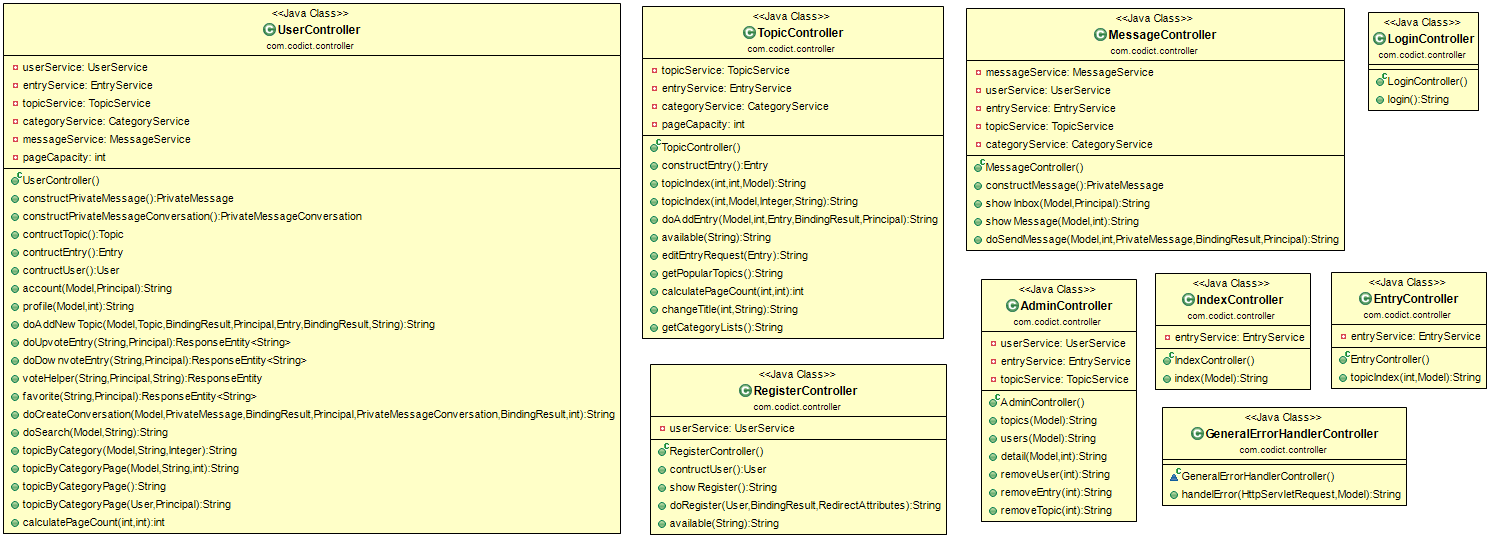 <<Java Class>>
UserController
com.codict.controller
userService: UserService
entryService: EntryService
topicService: TopicService
categoryService: CategoryService
messageService: MessageService
pageCapacity: int
UserController()
constructPrivateMessage():PrivateMessage
constructPrivateMessageConversation():PrivateMessageConversation
contructTopic():Topic
contructEntry():Entry
contructUser():User
account(Model,Principal):String
profile(Model,int):String
doAddNewTopic(Model,Topic,BindingResult,Principal,Entry,BindingResult,String):String
doUpvoteEntry(String,Principal):ResponseEntity<String>
doDownvoteEntry(String,Principal):ResponseEntity<String>
voteHelper(String,Principal,String):ResponseEntity
favorite(String,Principal):ResponseEntity<String>
doCreateConversation(Model,PrivateMessage,BindingResult,Principal,PrivateMessageConversation,BindingResult,int):String
doSearch(Model,String):String
topicByCategory(Model,String,Integer):String
topicByCategoryPage(Model,String,int):String
topicByCategoryPage():String
topicByCategoryPage(User,Principal):String
calculatePageCount(int,int):int
<<Java Class>>
TopicController
com.codict.controller
topicService: TopicService
entryService: EntryService
categoryService: CategoryService
pageCapacity: int
TopicController()
constructEntry():Entry
topicIndex(int,int,Model):String
topicIndex(int,Model,Integer,String):String
doAddEntry(Model,int,Entry,BindingResult,Principal):String
available(String):String
editEntryRequest(Entry):String
getPopularTopics():String
calculatePageCount(int,int):int
changeTitle(int,String):String
getCategoryLists():String
<<Java Class>>
RegisterController
com.codict.controller
userService: UserService
RegisterController()
contructUser():User
showRegister():String
doRegister(User,BindingResult,RedirectAttributes):String
available(String):String
<<Java Class>>
MessageController
com.codict.controller
messageService: MessageService
userService: UserService
entryService: EntryService
topicService: TopicService
categoryService: CategoryService
MessageController()
constructMessage():PrivateMessage
showInbox(Model,Principal):String
showMessage(Model,int):String
doSendMessage(Model,int,PrivateMessage,BindingResult,Principal):String
<<Java Class>>
LoginController
com.codict.controller
LoginController()
login():String
<<Java Class>>
AdminController
com.codict.controller
userService: UserService
entryService: EntryService
topicService: TopicService
AdminController()
topics(Model):String
users(Model):String
detail(Model,int):String
removeUser(int):String
removeEntry(int):String
removeTopic(int):String
<<Java Class>>
IndexController
com.codict.controller
entryService: EntryService
IndexController()
index(Model):String
<<Java Class>>
EntryController
com.codict.controller
entryService: EntryService
EntryController()
topicIndex(int,Model):String
<<Java Class>>
GeneralErrorHandlerController
com.codict.controller
GeneralErrorHandlerController()
handelError(HttpServletRequest,Model):String